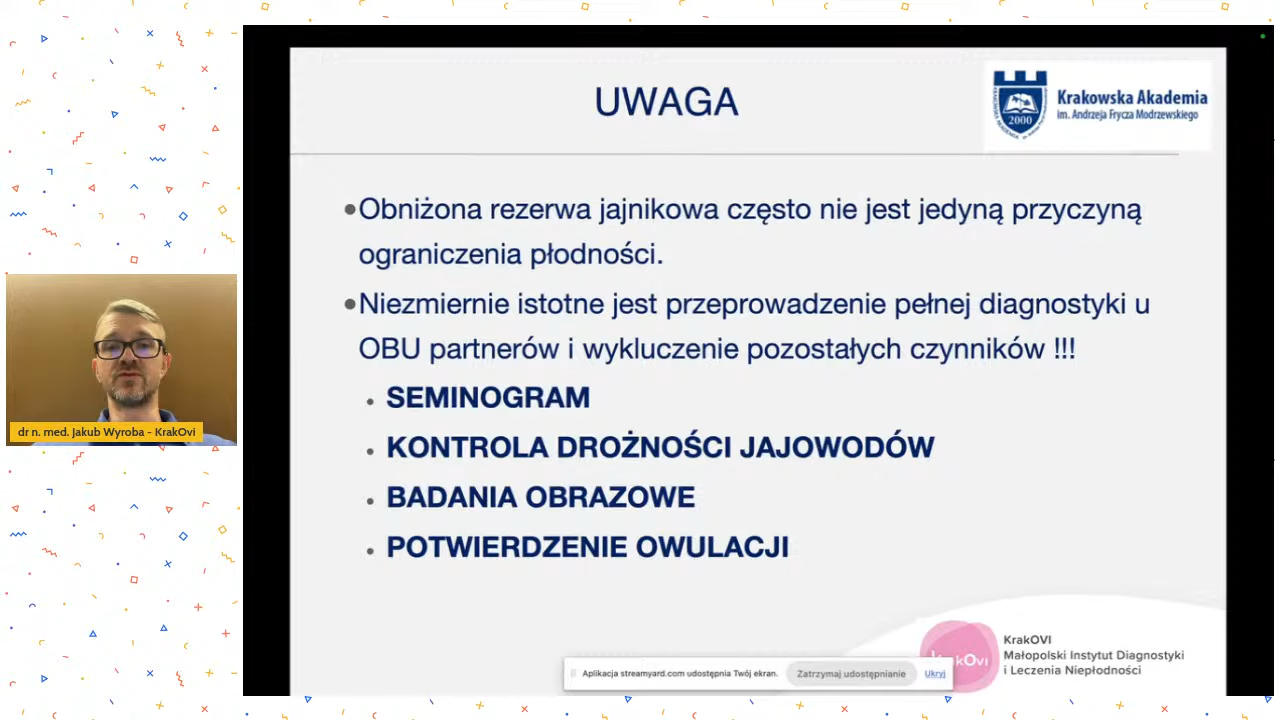 UWAGA
Krakowska Akademia
im. Andrzeja Frycza Modrzewskiego
2000
●Obniżona rezerwa jajnikowa często nie jest jedyną przyczyną
ograniczenia płodności.
●Niezmiernie istotne jest przeprowadzenie pełnej diagnostyki u
OBU partnerów i wykluczenie pozostałych czynników !!!
• SEMINOGRAM
• KONTROLA DROŻNOŚCI JAJOWODÓW
• BADANIA OBRAZOWE
• POTWIERDZENIE OWULACJI
dr n. med. Jakub Wyroba - KrakOvi
KrakOVI
Małopolski Instytut Diagnostyki
i Leczenia Niepłodności
Aplikacja streamyard.com udostępnia Twój ekran. Zatrzymaj udostępnianie Ukryj